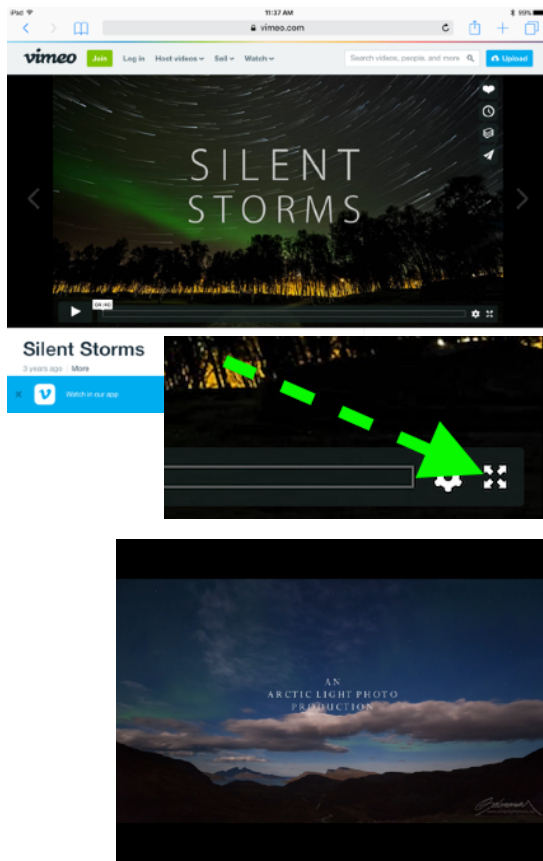 iPad 11:37 AM 99%
vimeo.com
vimeo Join Log in Host videos Sell Watch Search videos, people, and more Upload
SILENT
STORMS
06:40
Silent Storms
3 years ago More
Watch in our app
AN
ARCTIC LIGHT PHOTO
PRODUCTION